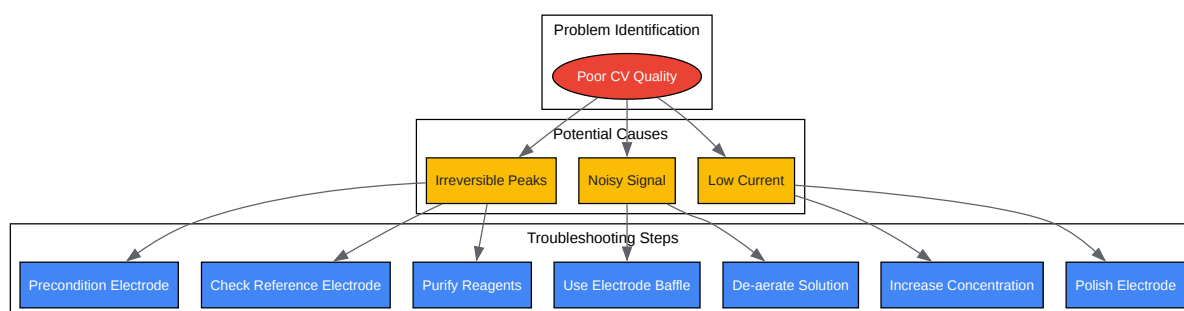 Problem Identification
Poor CV Quality
Potential Causes
Irreversible Peaks
Noisy Signal
Low Current
Troubleshooting Steps
Precondition Electrode
Check Reference Electrode
Purify Reagents
Use Electrode Baffle
De-aerate Solution
Increase Concentration
Polish Electrode